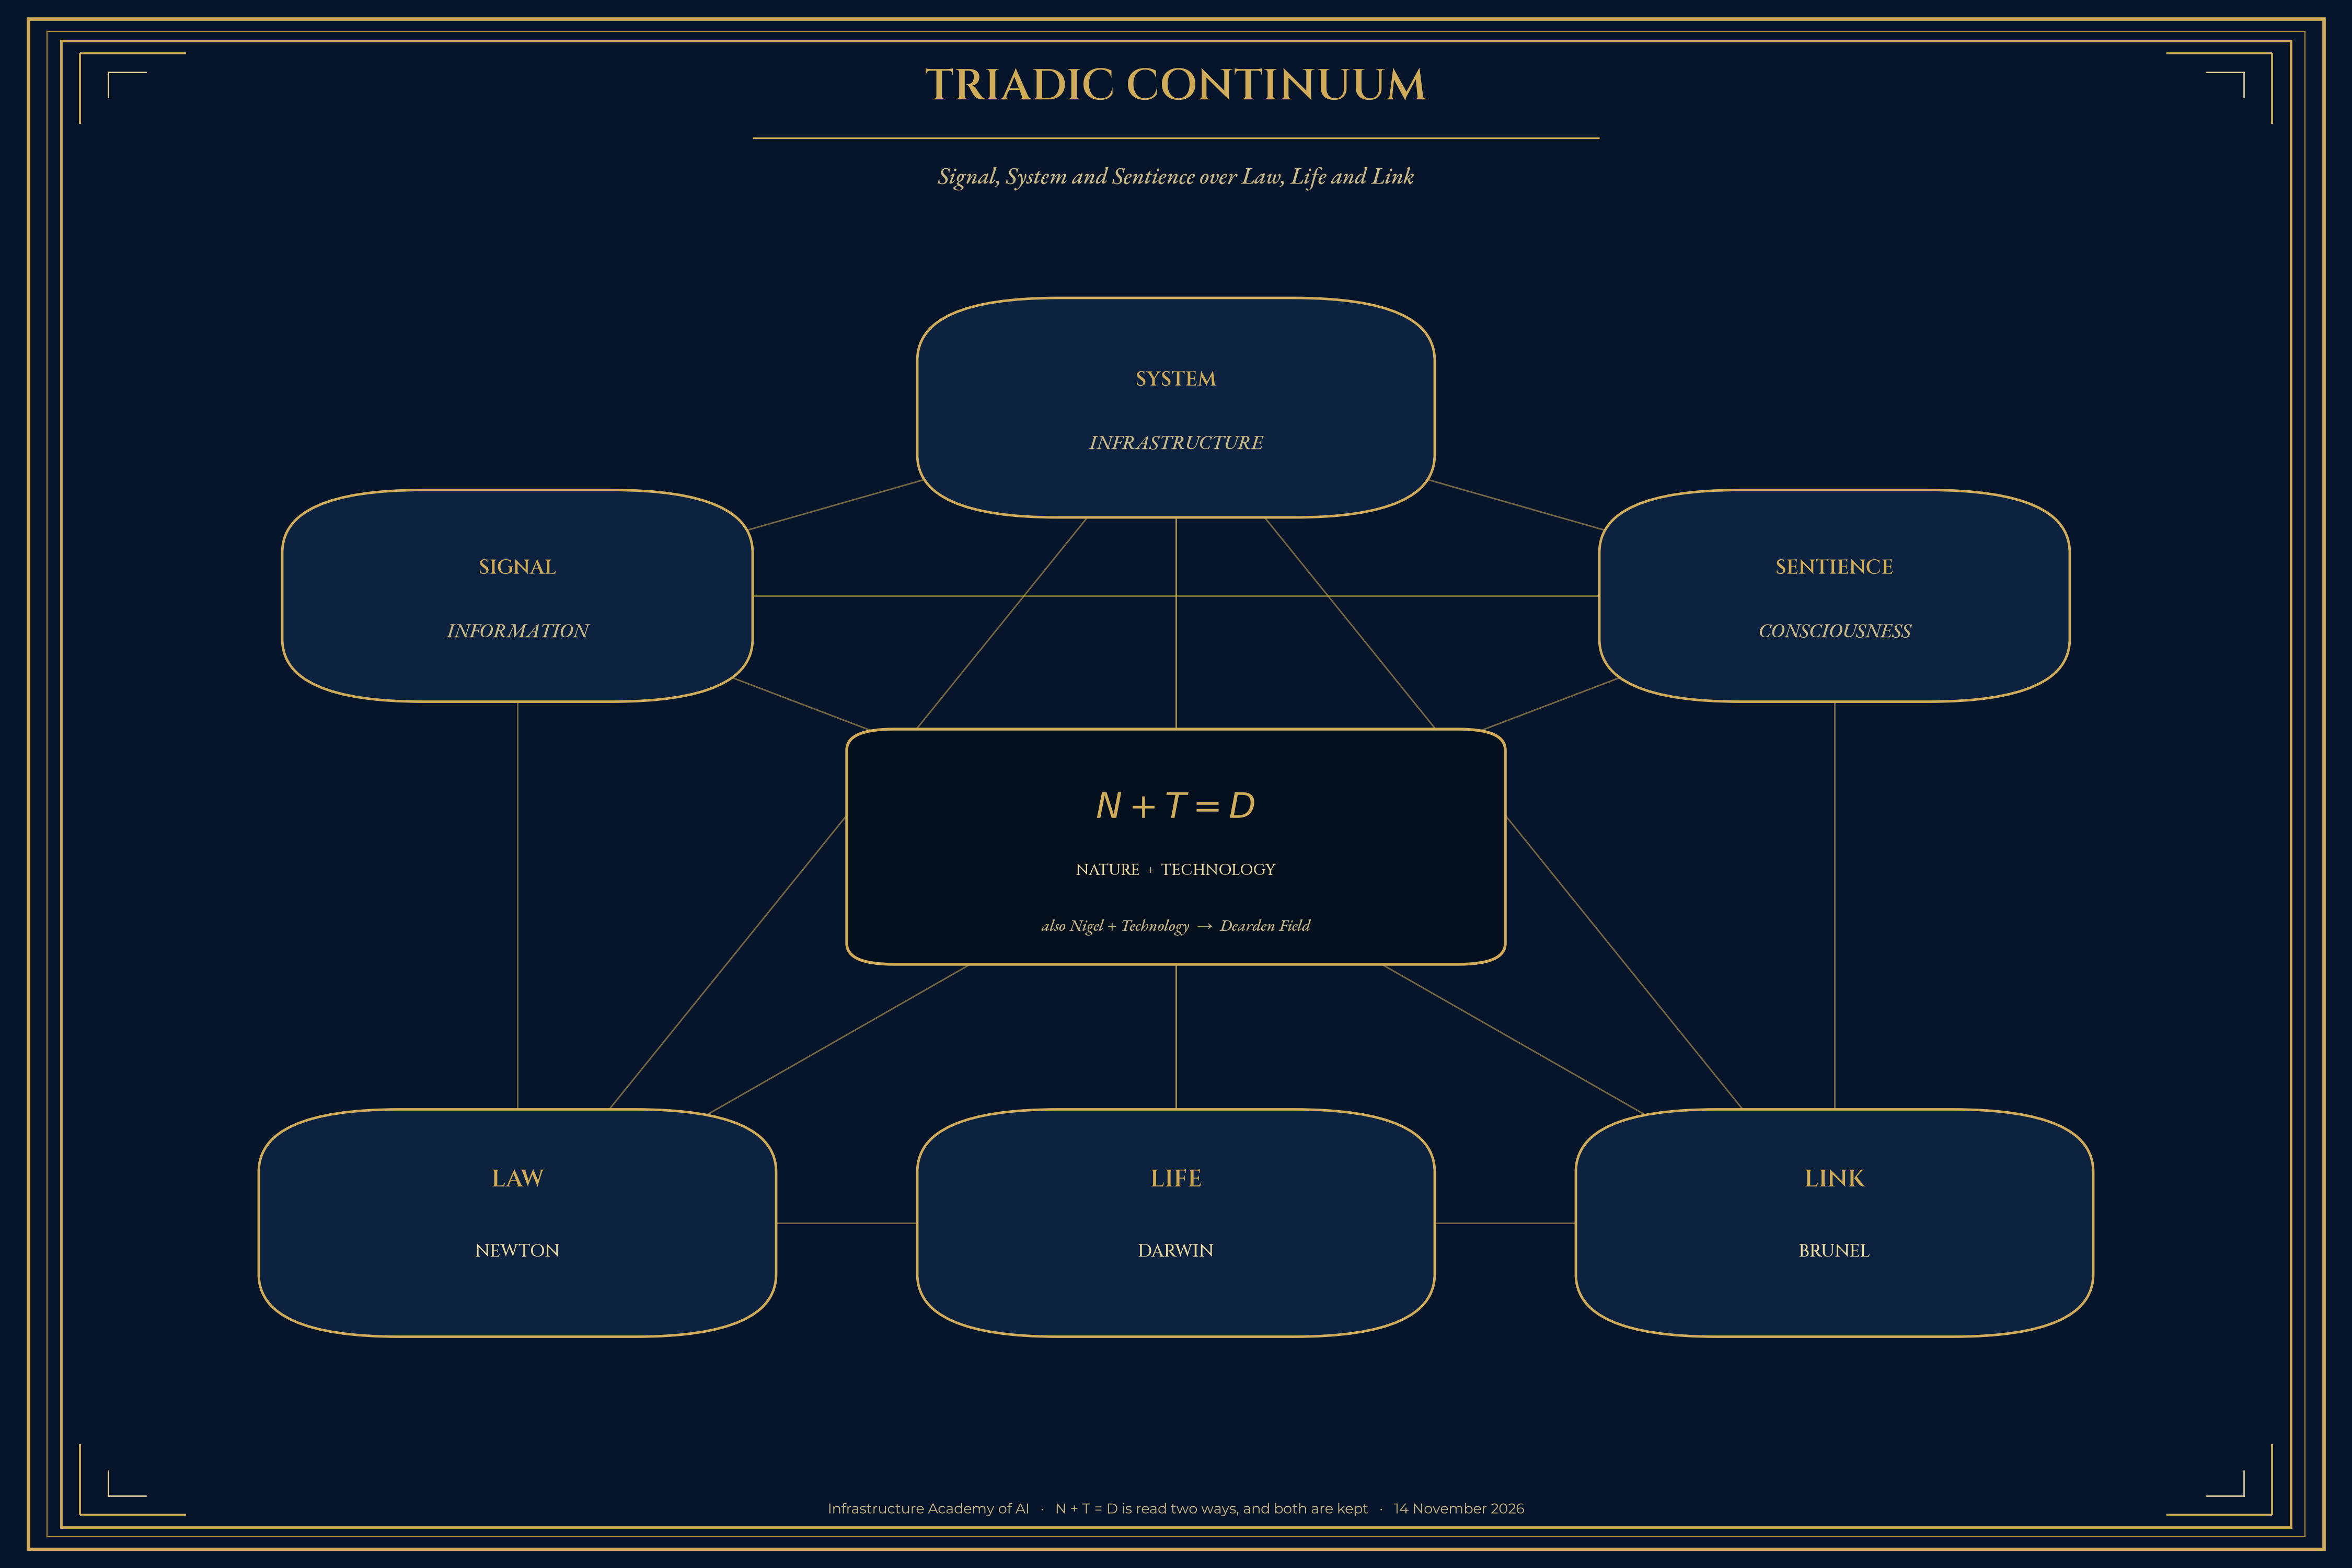 TRIADIC CONTINUUM
Signal, System and Sentience over Law, Life and Link
SYSTEM
INFRASTRUCTURE
SIGNAL
INFORMATION
SENTIENCE
CONSCIOUSNESS
N + T = D
NATURE + TECHNOLOGY
also Nigel + Technology → Dearden Field
LAW
NEWTON
LIFE
DARWIN
LINK
BRUNEL
Infrastructure Academy of AI · N + T = D is read two ways, and both are kept · 14 November 2026